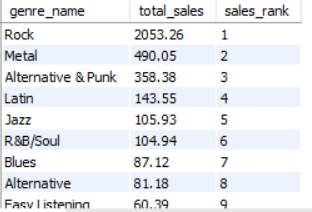 genre_name total_sales sales_rank
Rock 2053.26 1
Metal 490.05 2
Alternative & Punk 358.38 3
Latin 143.55 4
Jazz 105.93 5
R&B/Soul 104.94 6
Blues 87.12 7
Alternative 81.18 8
Easy Listening 60.39 9